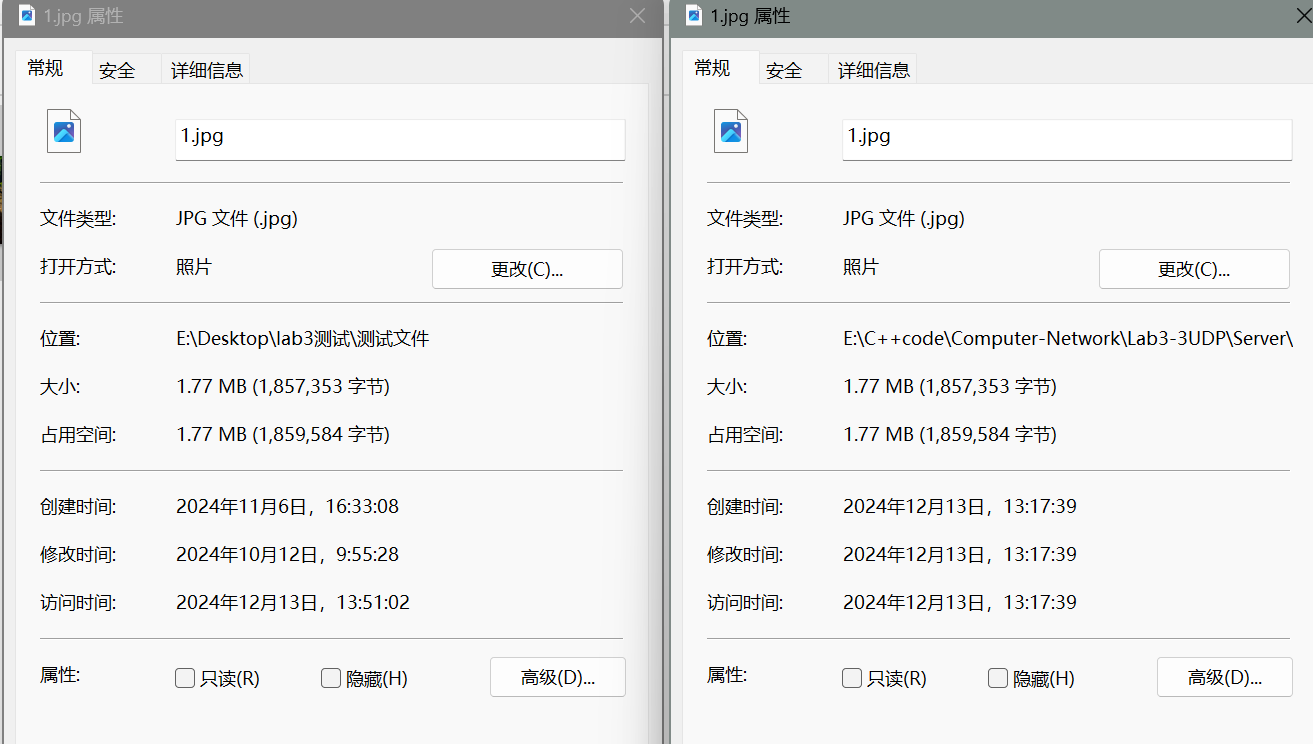 1.jpg 属性
常规 安全 详细信息
1.jpg
文件类型: JPG 文件 (.jpg)
打开方式: 照片 更改(C)...
位置: E:\Desktop\lab3测试\测试文件
大小: 1.77 MB (1,857,353 字节)
占用空间: 1.77 MB (1,859,584 字节)
创建时间: 2024年11月6日，16:33:08
修改时间: 2024年10月12日，9:55:28
访问时间: 2024年12月13日，13:51:02
属性: 只读(R) 隐藏(H) 高级(D)...
1.jpg 属性
常规 安全 详细信息
1.jpg
文件类型: JPG 文件 (.jpg)
打开方式: 照片 更改(C)...
位置: E:\C++code\Computer-Network\Lab3-3UDP\Server\
大小: 1.77 MB (1,857,353 字节)
占用空间: 1.77 MB (1,859,584 字节)
创建时间: 2024年12月13日，13:17:39
修改时间: 2024年12月13日，13:17:39
访问时间: 2024年12月13日，13:17:39
属性: 只读(R) 隐藏(H) 高级(D)...